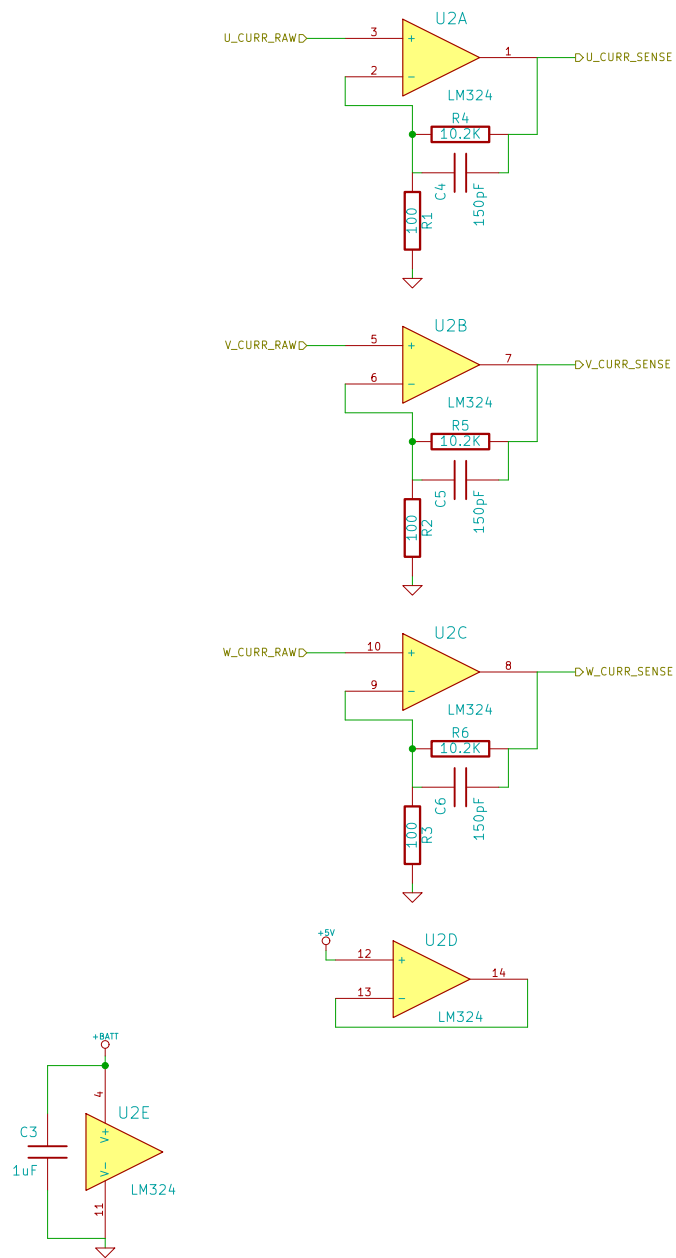 U2A
U_CURR_RAW
3
+
1
U_CURR_SENSE
2
−
LM324
R4
10.2K
C4
150pF
100
R1
U2B
V_CURR_RAW
5
+
7
V_CURR_SENSE
6
−
LM324
R5
10.2K
C5
150pF
100
R2
U2C
W_CURR_RAW
10
+
8
W_CURR_SENSE
9
−
LM324
R6
10.2K
C6
150pF
100
R3
+5V
U2D
12
+
14
13
−
LM324
+BATT
4
U2E
C3
V+
1uF
V−
LM324
11